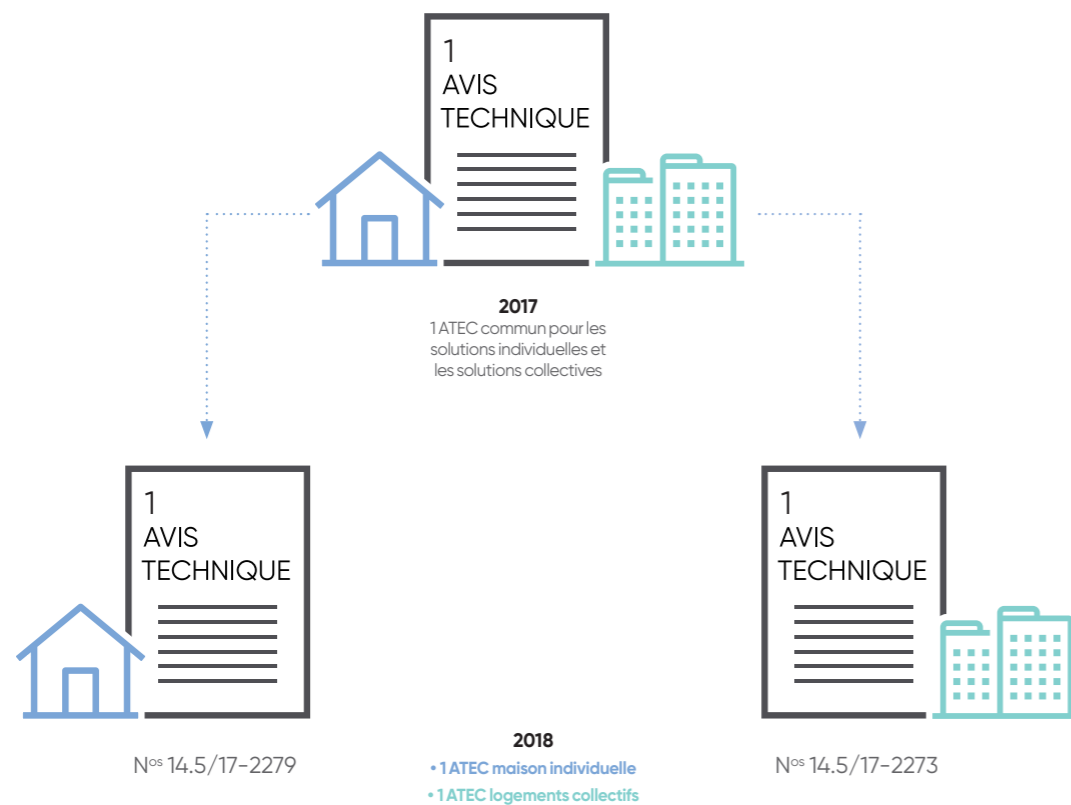 1
AVIS
TECHNIQUE
2017
1 ATEC commun pour les
solutions individuelles et
les solutions collectives
1
AVIS
TECHNIQUE
Nos 14.5/17-2279
1
AVIS
TECHNIQUE
Nos 14.5/17-2273
2018
• 1 ATEC maison individuelle
• 1 ATEC logements collectifs